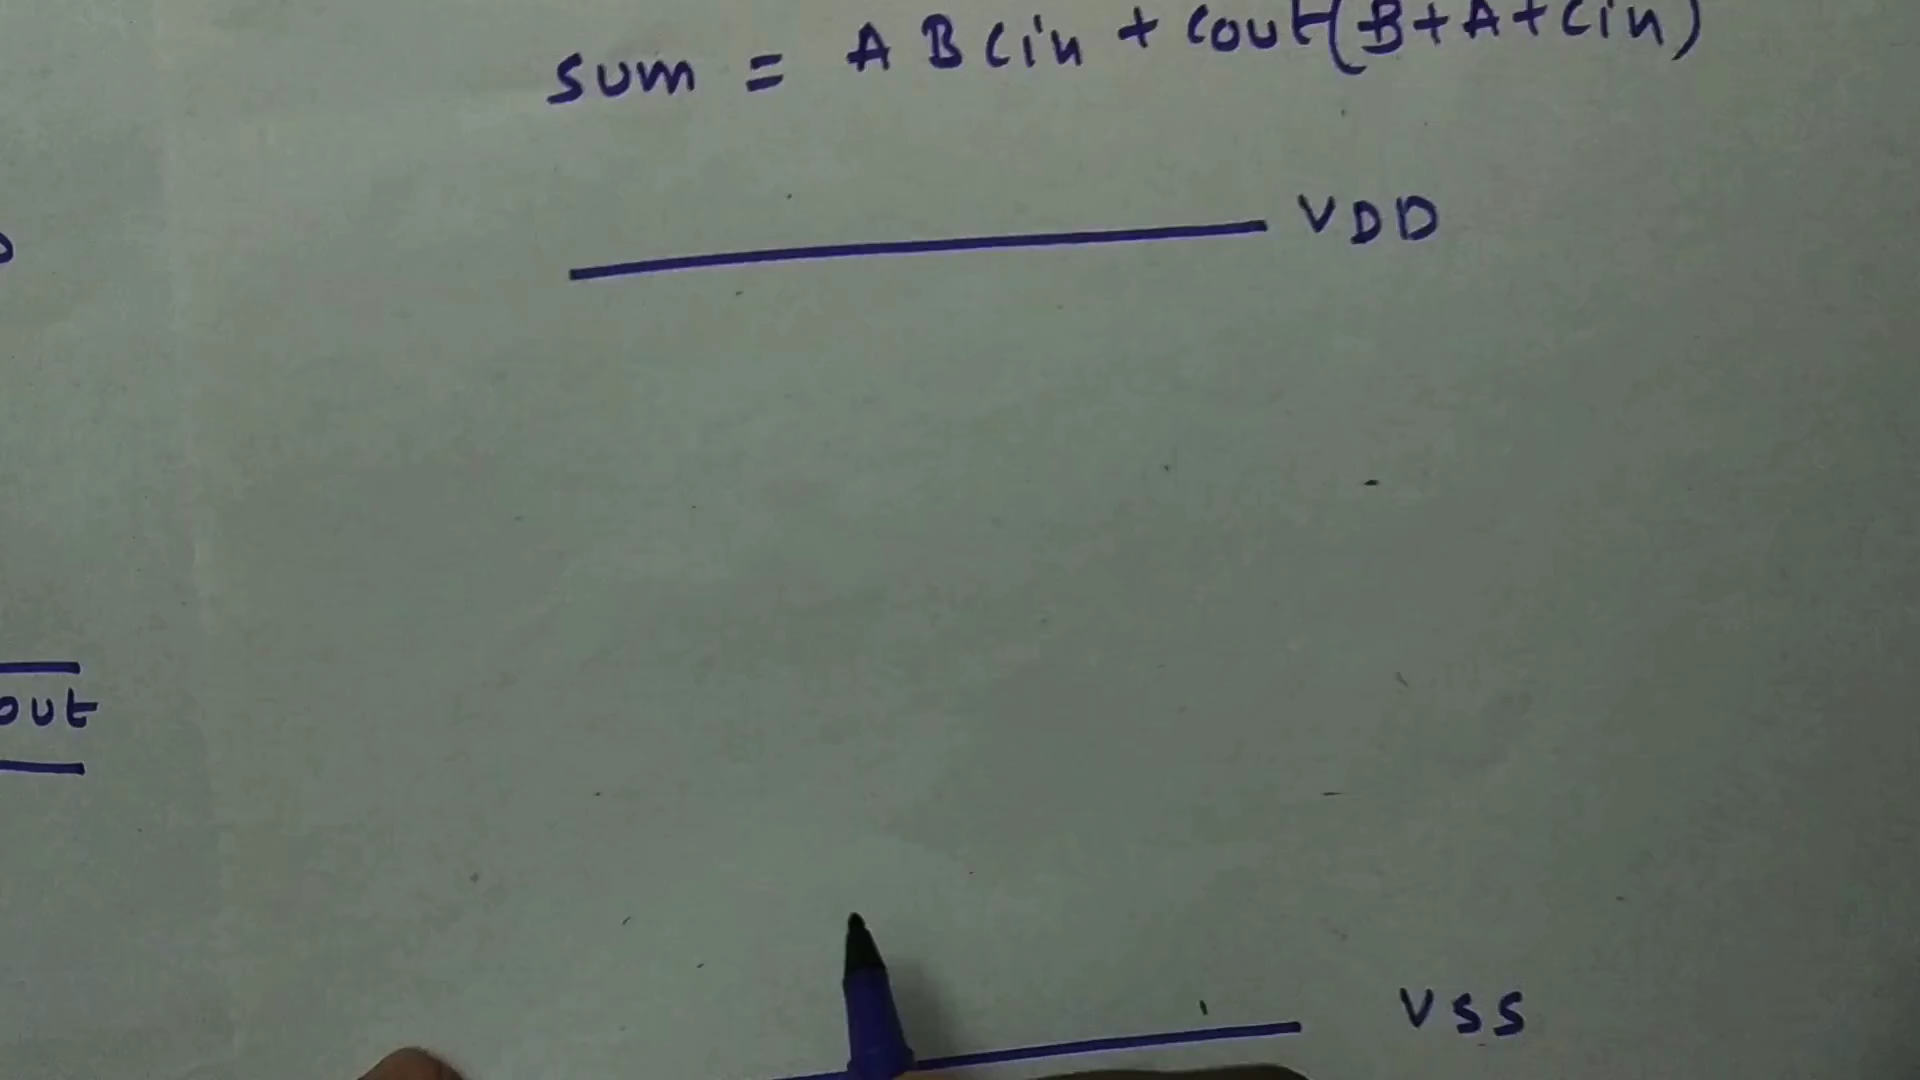 sum = A B Cin + Cout(B+A+Cin)
VDD
out
VSS